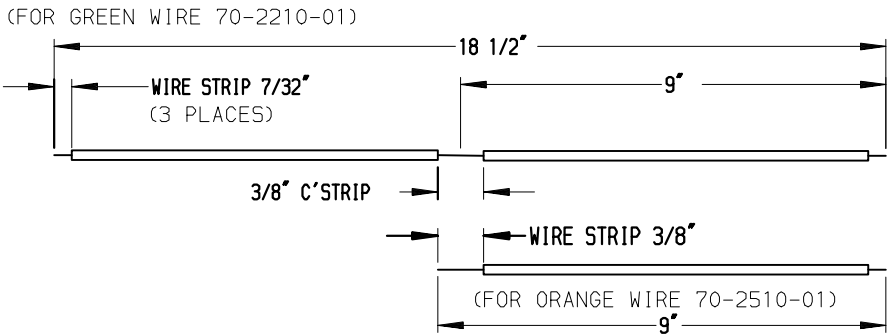 (FOR GREEN WIRE 70-2210-01)
18 1/2"
WIRE STRIP 7/32"
9"
(3 PLACES)
3/8" C'STRIP
WIRE STRIP 3/8"
(FOR ORANGE WIRE 70-2510-01)
9"